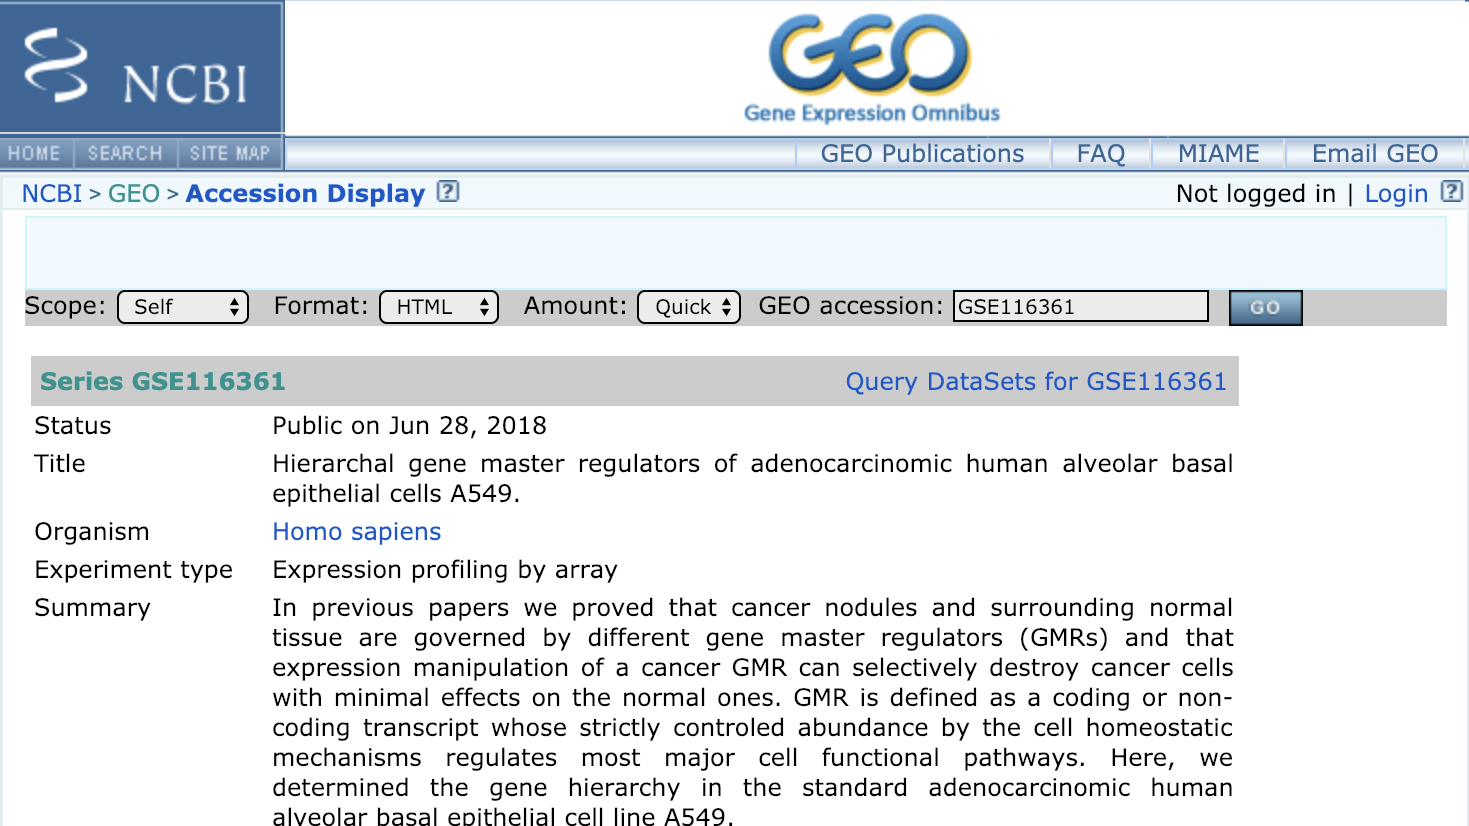 NCBI
GEO
Gene Expression Omnibus
HOME SEARCH SITE MAP GEO Publications FAQ MIAME Email GEO
NCBI > GEO > Accession Display ? Not logged in | Login ?
Scope: Self Format: HTML Amount: Quick GEO accession: GSE116361 GO
Series GSE116361 Query DataSets for GSE116361
Status Public on Jun 28, 2018
Title Hierarchal gene master regulators of adenocarcinomic human alveolar basal
epithelial cells A549.
Organism Homo sapiens
Experiment type Expression profiling by array
Summary In previous papers we proved that cancer nodules and surrounding normal
tissue are governed by different gene master regulators (GMRs) and that
expression manipulation of a cancer GMR can selectively destroy cancer cells
with minimal effects on the normal ones. GMR is defined as a coding or non-
coding transcript whose strictly controled abundance by the cell homeostatic
mechanisms regulates most major cell functional pathways. Here, we
determined the gene hierarchy in the standard adenocarcinomic human
alveolar basal epithelial cell line A549.